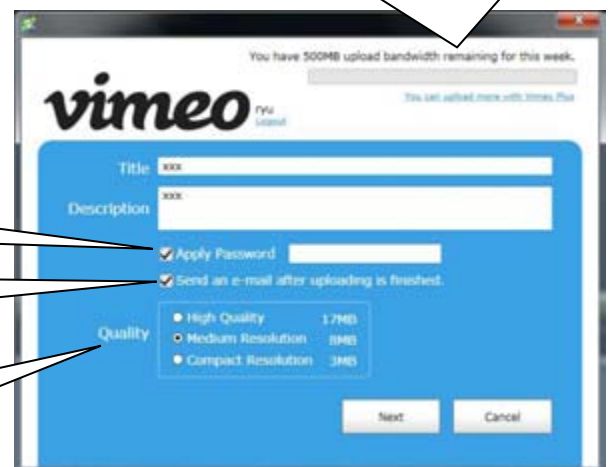 You have 500MB upload bandwidth remaining for this week.
You can upload more with Vimeo Plus
vimeo
ryu
Logout
Title xxx
Description xxx
Apply Password
Send an e-mail after uploading is finished.
Quality
High Quality 17MB
Medium Resolution 8MB
Compact Resolution 3MB
Next Cancel